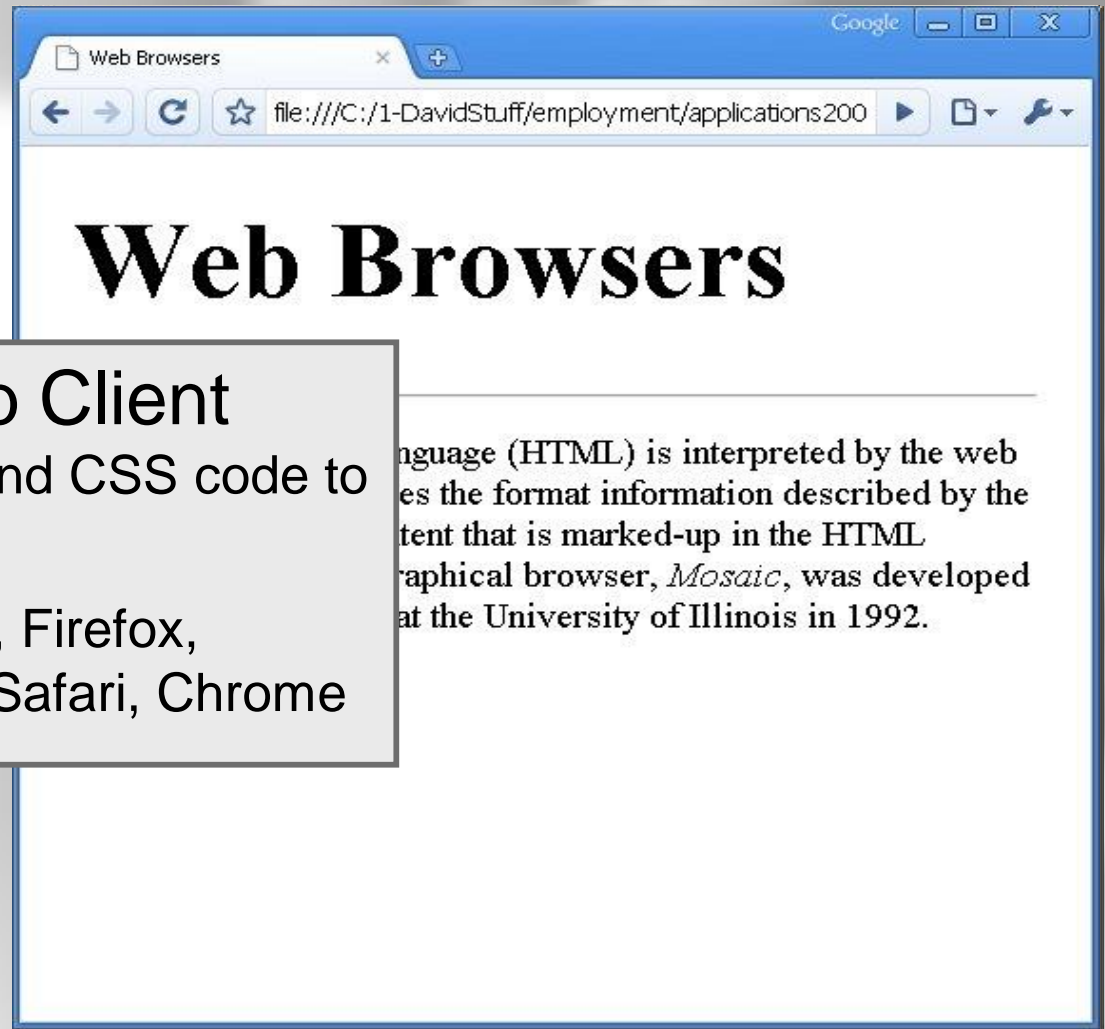 Google
Web Browsers
file:///C:/1-DavidStuff/employment/applications200
Web Browsers
Client
nd CSS code to
, Firefox,
Safari, Chrome
nguage (HTML) is interpreted by the web
es the format information described by the
tent that is marked-up in the HTML
raphical browser, Mosaic, was developed
at the University of Illinois in 1992.